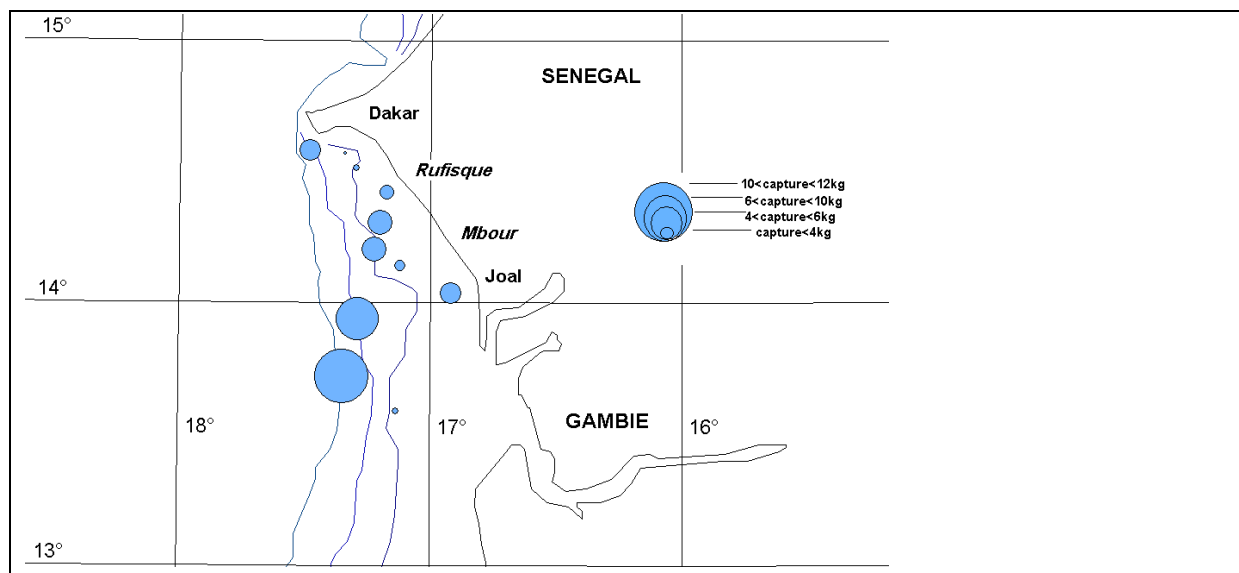 15°
SENEGAL
Dakar
Rufisque
10<capture<12kg
6<capture<10kg
4<capture<6kg
capture<4kg
Mbour
Joal
14°
18°
17°
GAMBIE
16°
13°